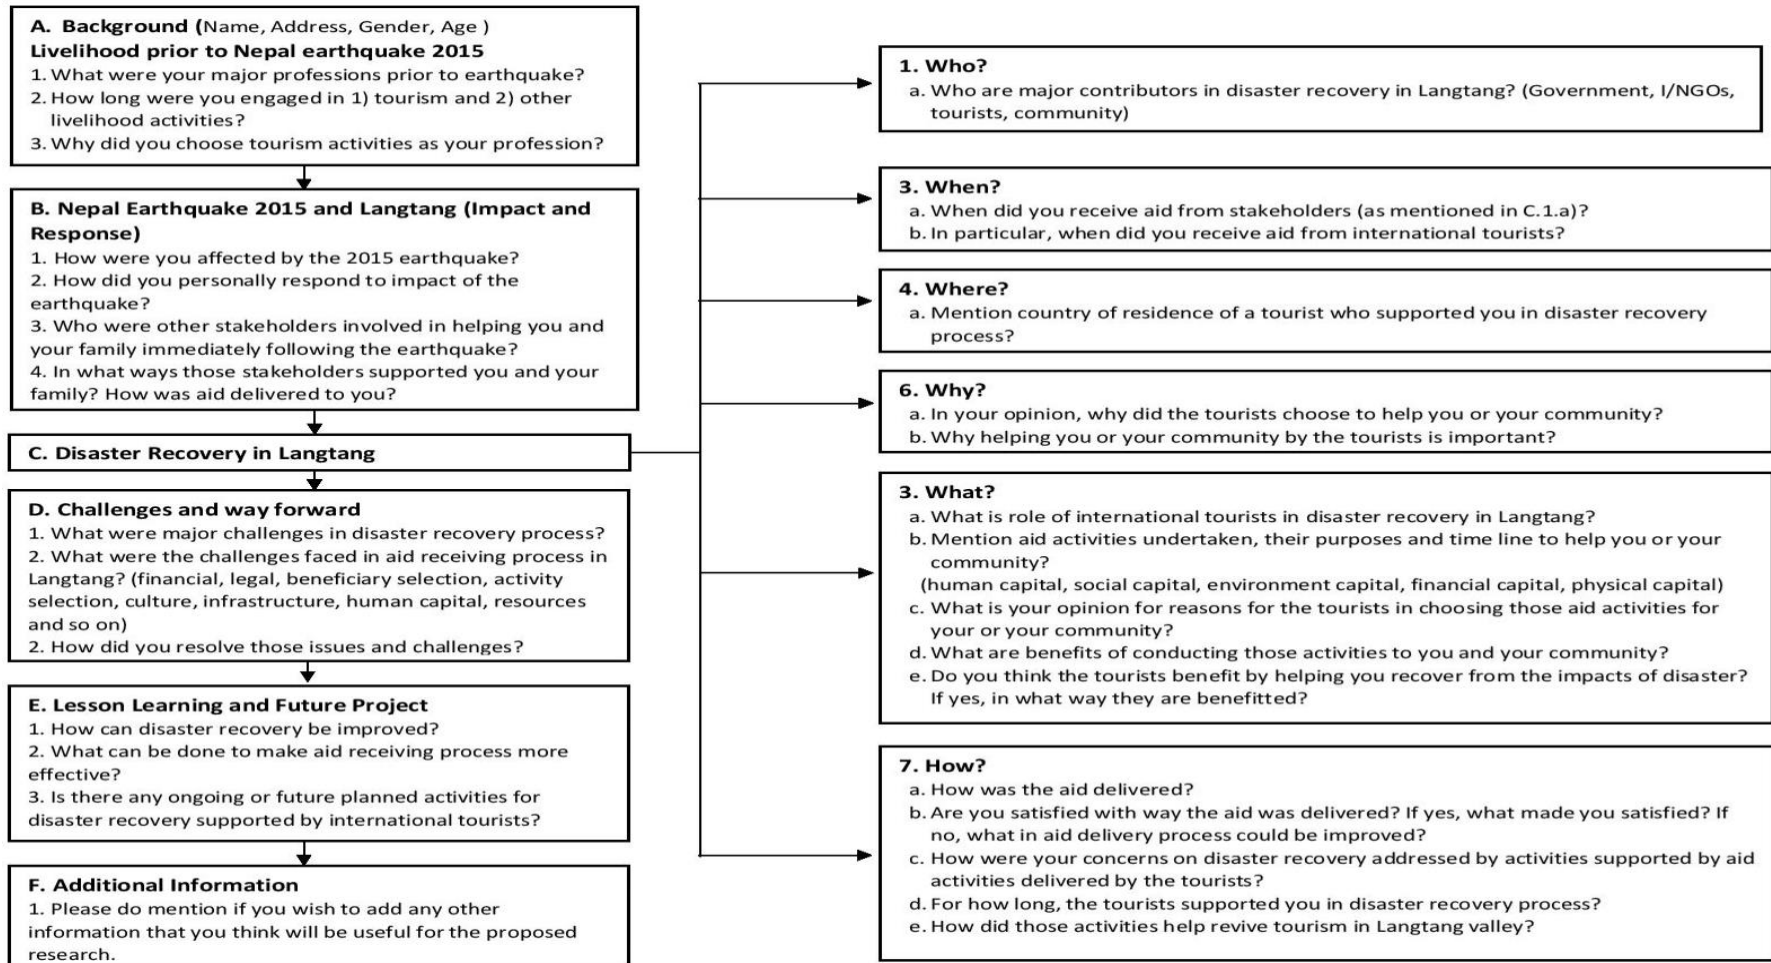 A. Background (Name, Address, Gender, Age )
Livelihood prior to Nepal earthquake 2015
1. What were your major professions prior to earthquake?
2. How long were you engaged in 1) tourism and 2) other
livelihood activities?
3. Why did you choose tourism activities as your profession?
B. Nepal Earthquake 2015 and Langtang (Impact and
Response)
1. How were you affected by the 2015 earthquake?
2. How did you personally respond to impact of the
earthquake?
3. Who were other stakeholders involved in helping you and
your family immediately following the earthquake?
4. In what ways those stakeholders supported you and your
family? How was aid delivered to you?
C. Disaster Recovery in Langtang
D. Challenges and way forward
1. What were major challenges in disaster recovery process?
2. What were the challenges faced in aid receiving process in
Langtang? (financial, legal, beneficiary selection, activity
selection, culture, infrastructure, human capital, resources
and so on)
2. How did you resolve those issues and challenges?
E. Lesson Learning and Future Project
1. How can disaster recovery be improved?
2. What can be done to make aid receiving process more
effective?
3. Is there any ongoing or future planned activities for
disaster recovery supported by international tourists?
F. Additional Information
1. Please do mention if you wish to add any other
information that you think will be useful for the proposed
research.
1. Who?
a. Who are major contributors in disaster recovery in Langtang? (Government, I/NGOs,
tourists, community)
3. When?
a. When did you receive aid from stakeholders (as mentioned in C.1.a)?
b. In particular, when did you receive aid from international tourists?
4. Where?
a. Mention country of residence of a tourist who supported you in disaster recovery
process?
6. Why?
a. In your opinion, why did the tourists choose to help you or your community?
b. Why helping you or your community by the tourists is important?
3. What?
a. What is role of international tourists in disaster recovery in Langtang?
b. Mention aid activities undertaken, their purposes and time line to help you or your
community?
(human capital, social capital, environment capital, financial capital, physical capital)
c. What is your opinion for reasons for the tourists in choosing those aid activities for
your or your community?
d. What are benefits of conducting those activities to you and your community?
e. Do you think the tourists benefit by helping you recover from the impacts of disaster?
If yes, in what way they are benefitted?
7. How?
a. How was the aid delivered?
b. Are you satisfied with way the aid was delivered? If yes, what made you satisfied? If
no, what in aid delivery process could be improved?
c. How were your concerns on disaster recovery addressed by activities supported by aid
activities delivered by the tourists?
d. For how long, the tourists supported you in disaster recovery process?
e. How did those activities help revive tourism in Langtang valley?